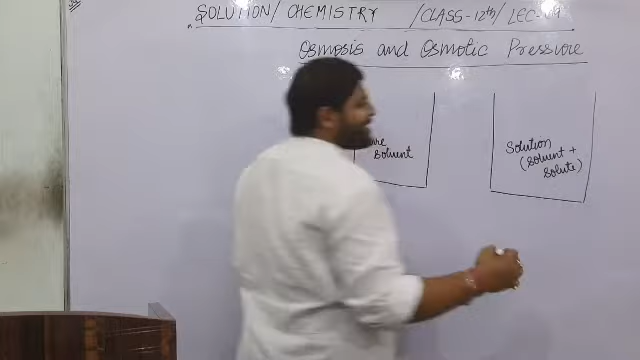 SOLUTION/ CHEMISTRY /CLASS-12th/ LEC-
Osmosis and Osmotic Pressure
solvent
Solution
(solvent +
solute)